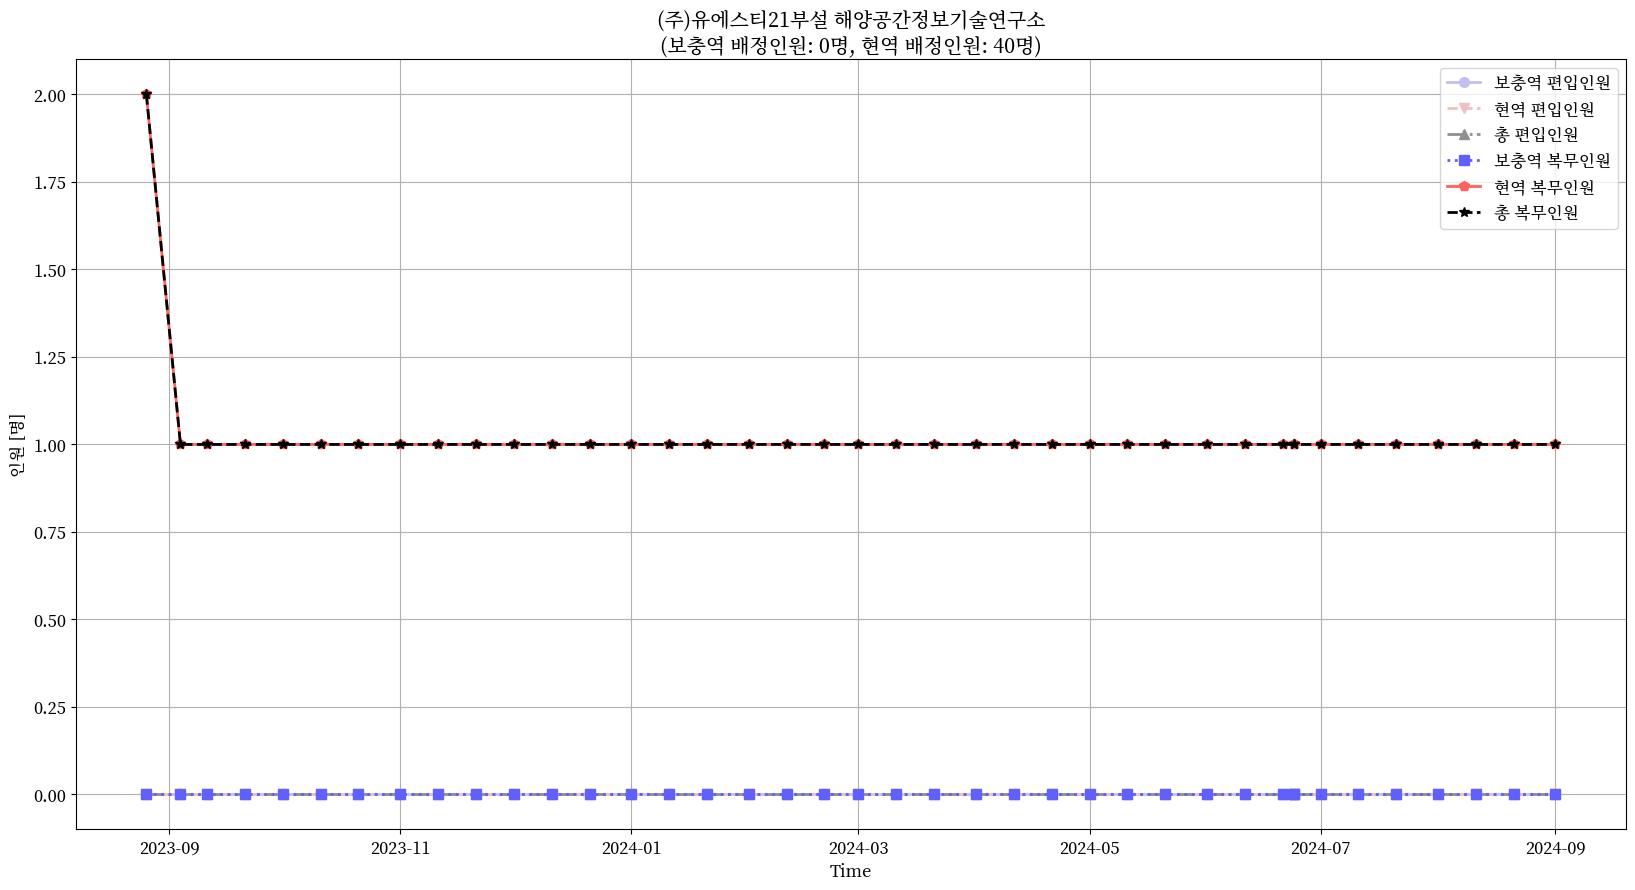 (주)유에스티21부설 해양공간정보기술연구소
(보충역 배정인원: 0명, 현역 배정인원: 40명)
보충역 편입인원
현역 편입인원
총 편입인원
보충역 복무인원
현역 복무인원
총 복무인원
2.00
1.75
1.50
1.25
1.00
0.75
0.50
0.25
0.00
인원 [명]
2023-09
2023-11
2024-01
2024-03
2024-05
2024-07
2024-09
Time